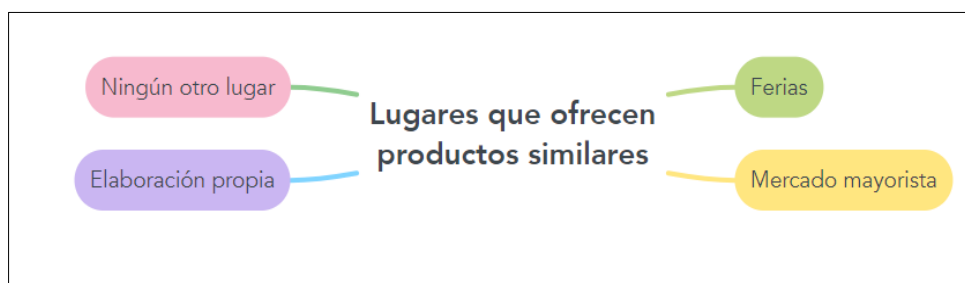 Ningún otro lugar
Elaboración propia
Lugares que ofrecen
productos similares
Ferias
Mercado mayorista